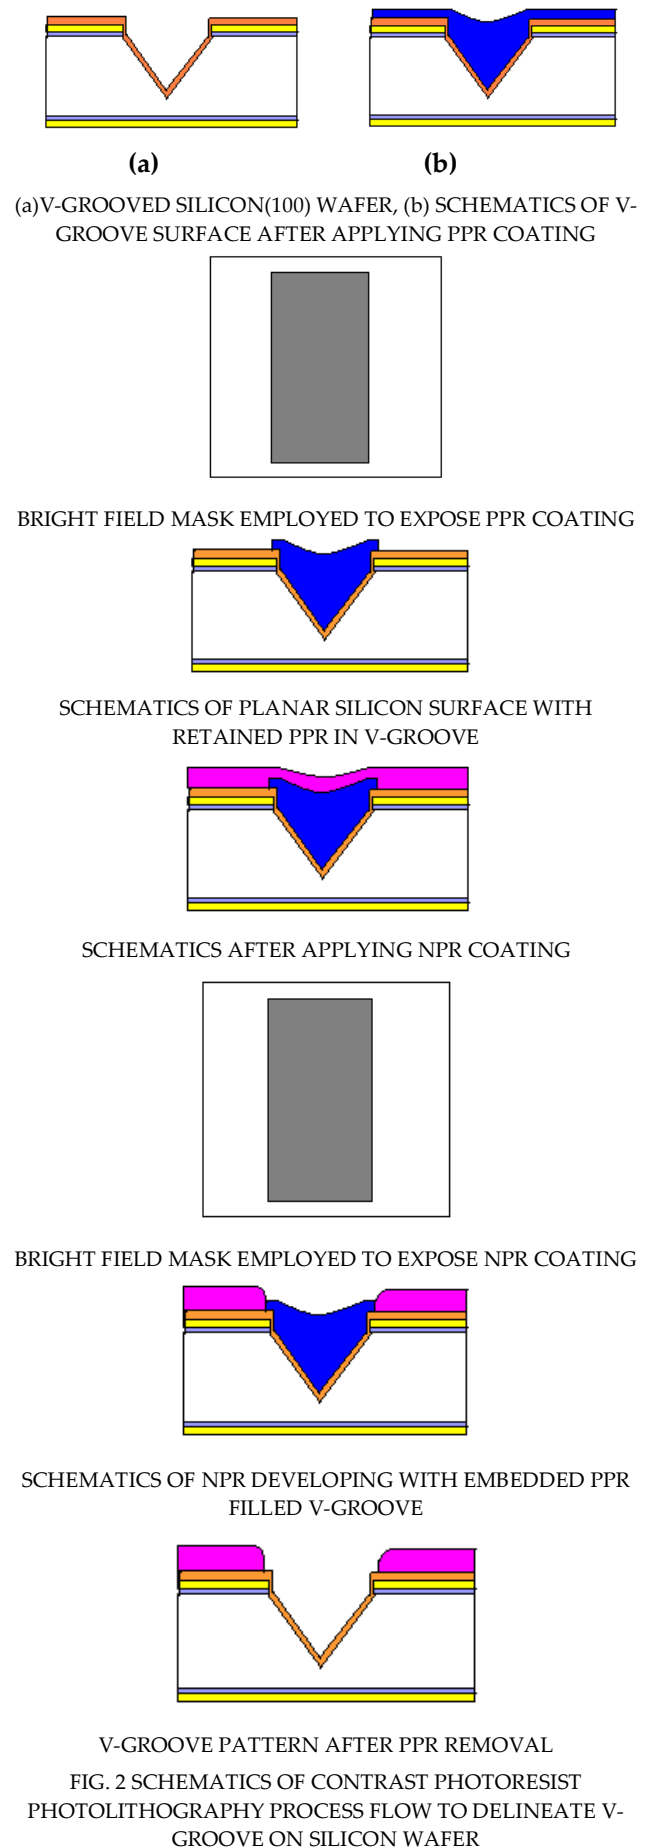 (a) (b)
(a)V-GROOVED SILICON(100) WAFER, (b) SCHEMATICS OF V-
GROOVE SURFACE AFTER APPLYING PPR COATING
BRIGHT FIELD MASK EMPLOYED TO EXPOSE PPR COATING
SCHEMATICS OF PLANAR SILICON SURFACE WITH
RETAINED PPR IN V-GROOVE
SCHEMATICS AFTER APPLYING NPR COATING
BRIGHT FIELD MASK EMPLOYED TO EXPOSE NPR COATING
SCHEMATICS OF NPR DEVELOPING WITH EMBEDDED PPR
FILLED V-GROOVE
V-GROOVE PATTERN AFTER PPR REMOVAL
FIG. 2 SCHEMATICS OF CONTRAST PHOTORESIST
PHOTOLITHOGRAPHY PROCESS FLOW TO DELINEATE V-
GROOVE ON SILICON WAFER